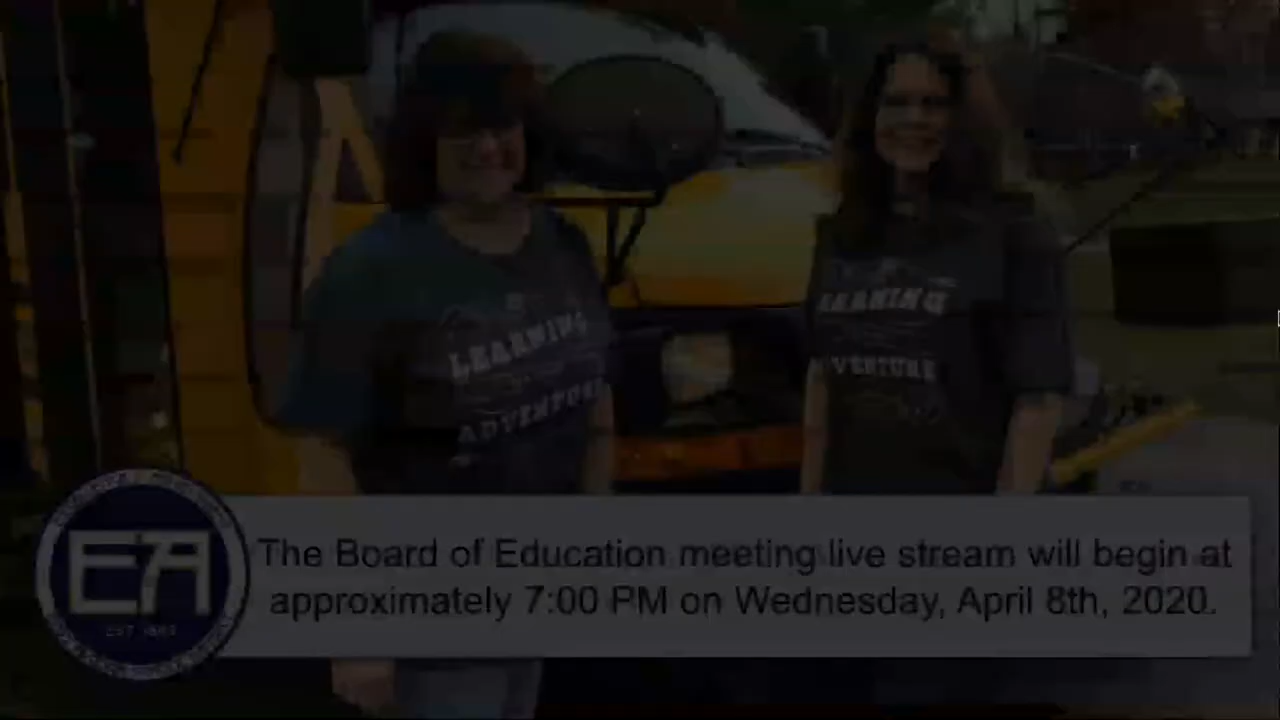 LEARNING
ADVENTURE
LEARNING
The Board of Education meeting live stream will begin at
approximately 7:00 PM on Wednesday, April 8th, 2020.
EA